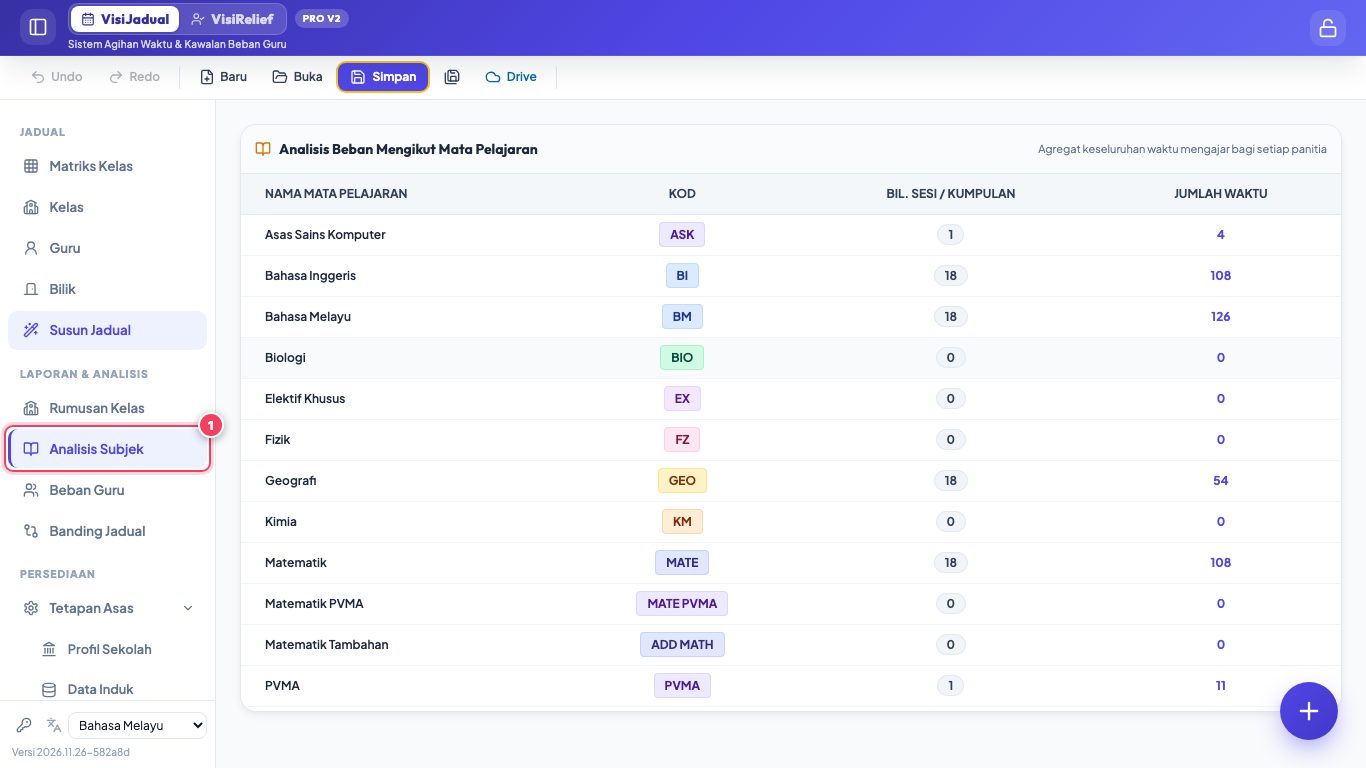 VisiJadual VisiRelief PRO V2
Sistem Agihan Waktu & Kawalan Beban Guru
Undo Redo Baru Buka Simpan Drive
JADUAL
Matriks Kelas
Kelas
Guru
Bilik
Susun Jadual
LAPORAN & ANALISIS
Rumusan Kelas
Analisis Subjek 1
Beban Guru
Banding Jadual
PERSEDIAAN
Tetapan Asas
Profil Sekolah
Data Induk
Bahasa Melayu
Versi 2026.11.26-582a8d
Analisis Beban Mengikut Mata Pelajaran Agregat keseluruhan waktu mengajar bagi setiap panitia
NAMA MATA PELAJARAN KOD BIL. SESI / KUMPULAN JUMLAH WAKTU
Asas Sains Komputer ASK 1 4
Bahasa Inggeris BI 18 108
Bahasa Melayu BM 18 126
Biologi BIO 0 0
Elektif Khusus EX 0 0
Fizik FZ 0 0
Geografi GEO 18 54
Kimia KM 0 0
Matematik MATE 18 108
Matematik PVMA MATE PVMA 0 0
Matematik Tambahan ADD MATH 0 0
PVMA PVMA 1 11